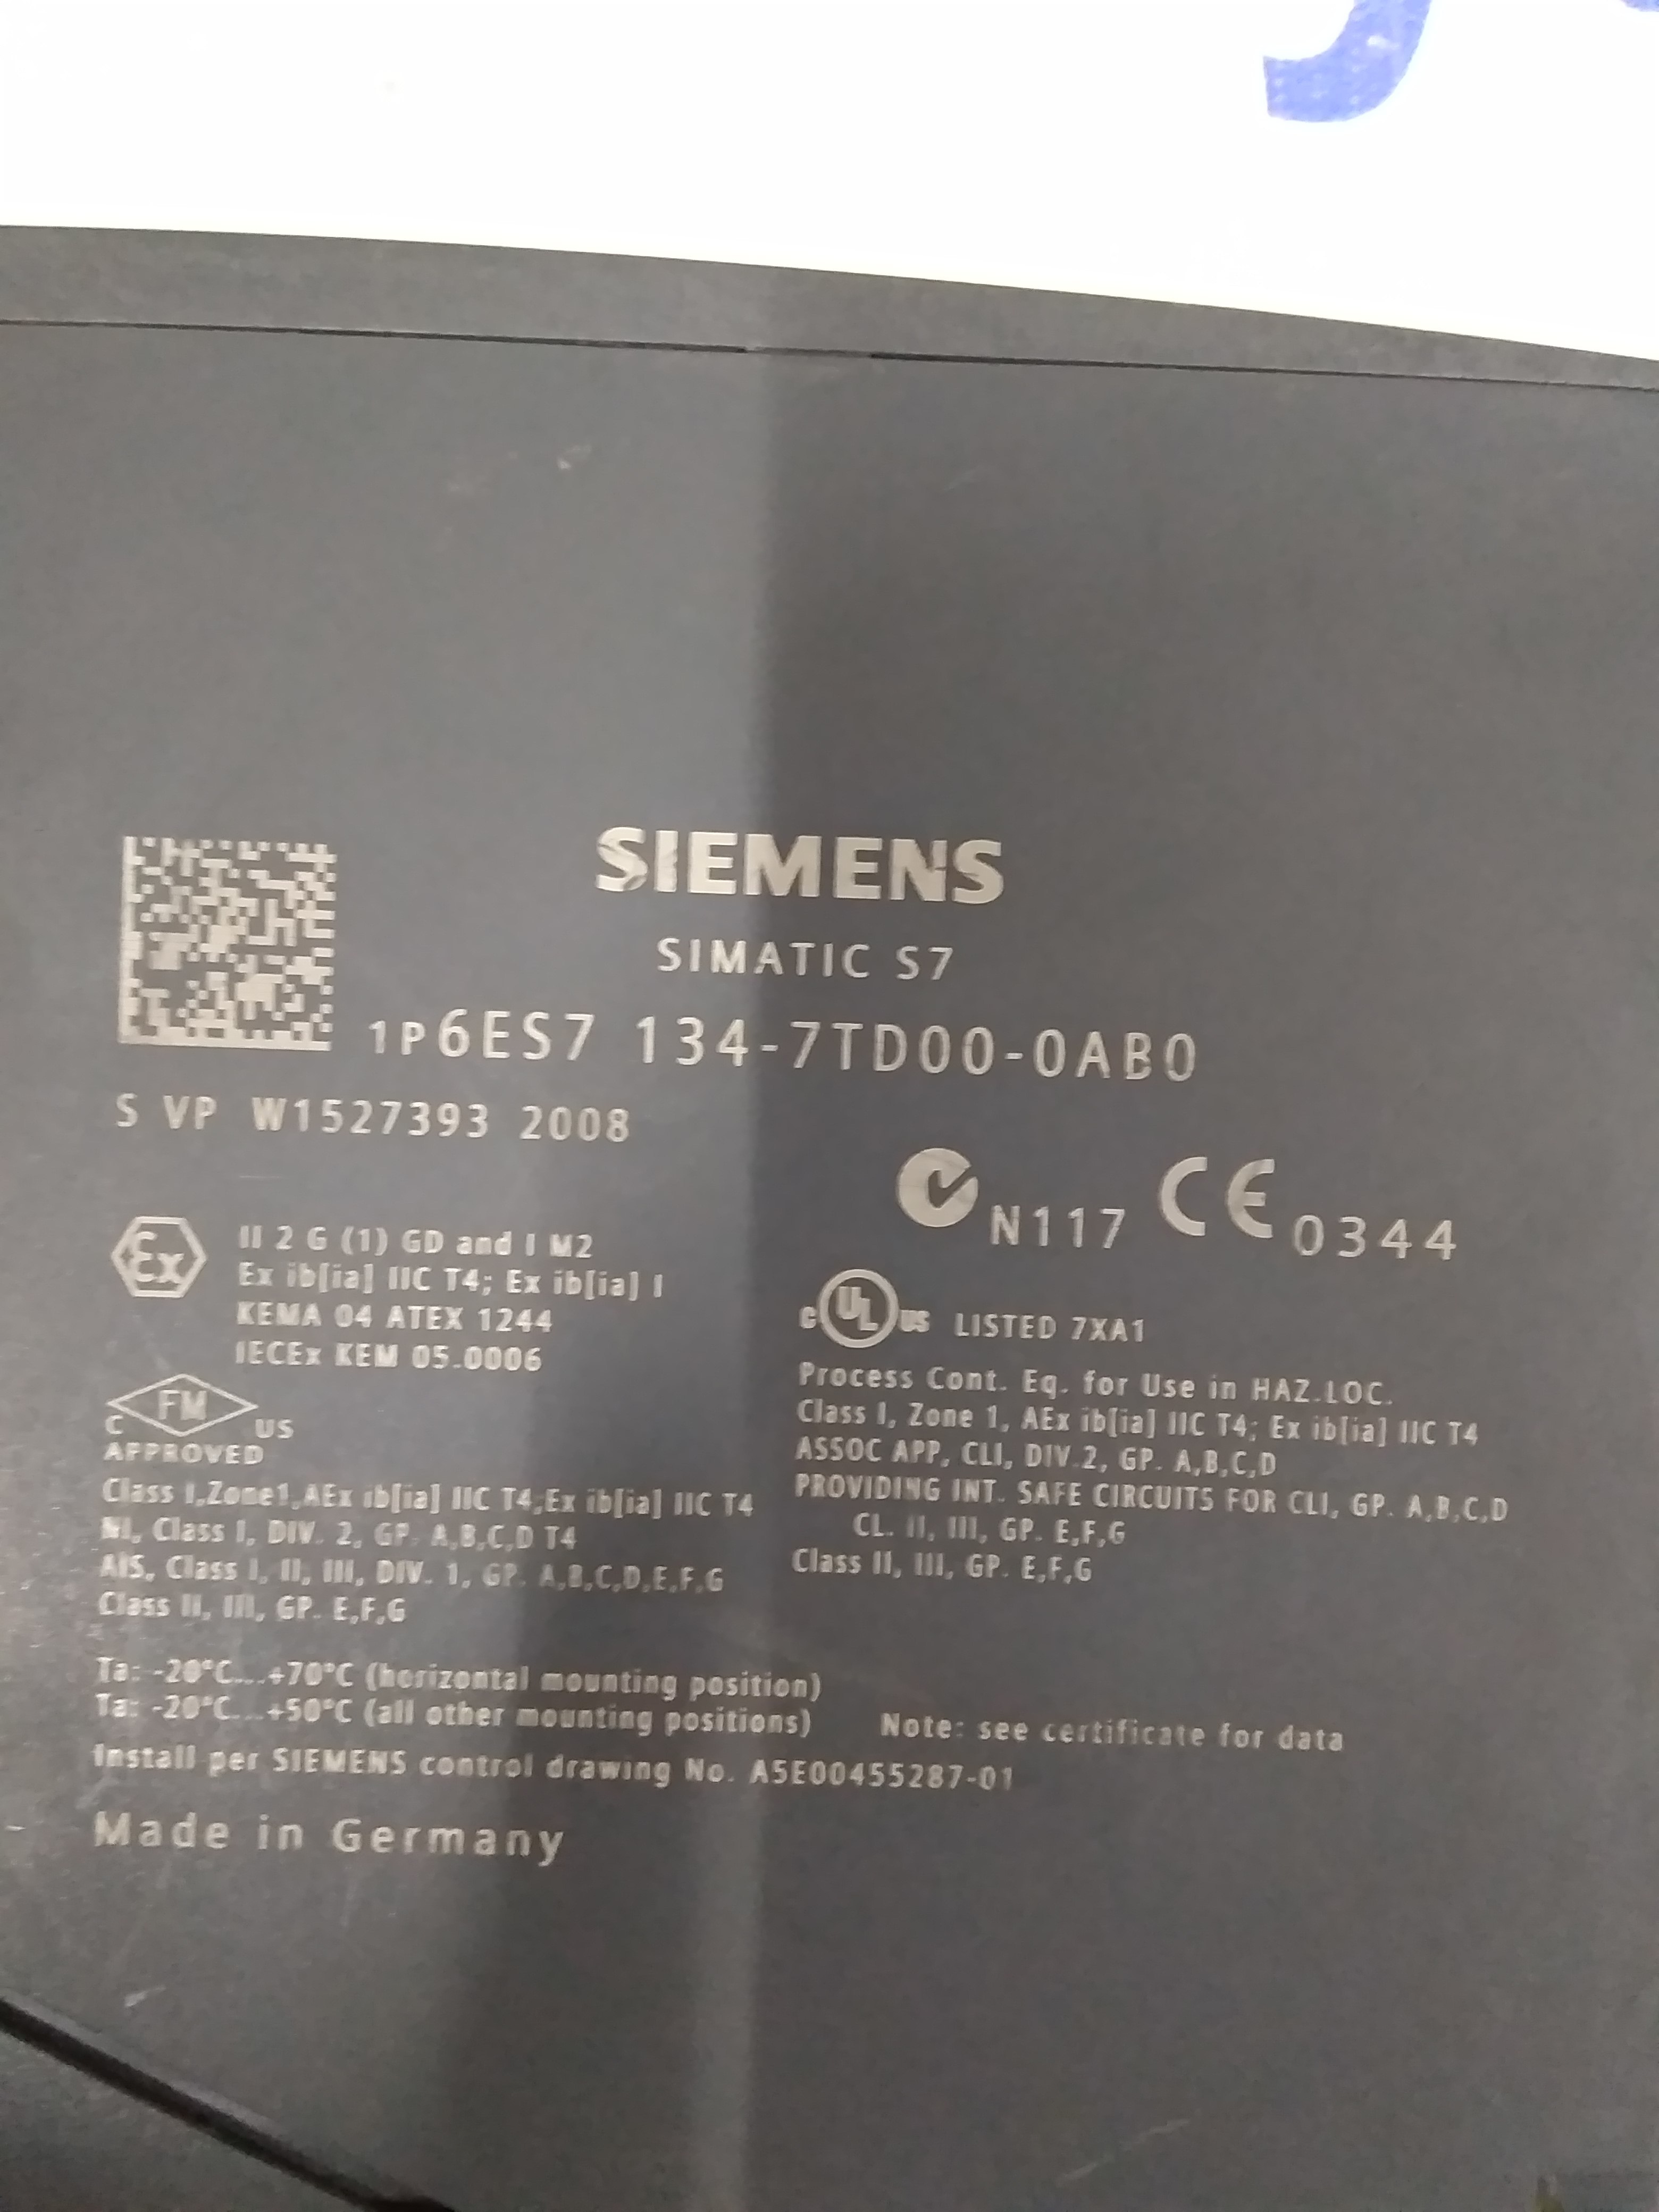 SIEMENS
SIMATIC S7
1P6ES7 134-7TD00-0AB0
S VP W1527393 2008
N117 CE 0344
Ex
II 2 G (1) GD and I M2
Ex ib[ia] IIC T4; Ex ib[ia] I
KEMA 04 ATEX 1244
IECEx KEM 05.0006
C FM US
APPROVED
Class I,Zone1,AEx ib[ia] IIC T4;Ex ib[ia] IIC T4
NI, Class I, DIV. 2, GP. A,B,C,D T4
AIS, Class I, II, III, DIV. 1, GP. A,B,C,D,E,F,G
Class II, III, GP. E,F,G
C UL US LISTED 7XA1
Process Cont. Eq. for Use in HAZ.LOC.
Class I, Zone 1, AEx ib[ia] IIC T4; Ex ib[ia] IIC T4
ASSOC APP, CLI, DIV.2, GP. A,B,C,D
PROVIDING INT. SAFE CIRCUITS FOR CLI, GP. A,B,C,D
CL. II, III, GP. E,F,G
Class II, III, GP. E,F,G
Ta: -20°C...+70°C (horizontal mounting position)
Ta: -20°C...+50°C (all other mounting positions) Note: see certificate for data
Install per SIEMENS control drawing No. A5E00455287-01
Made in Germany